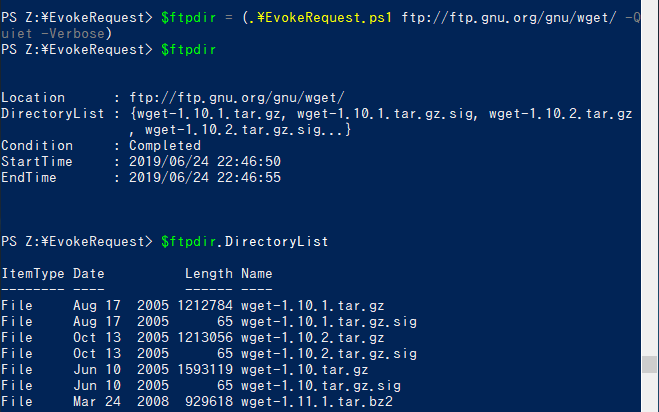 PS Z:¥EvokeRequest> $ftpdir = (.¥EvokeRequest.ps1 ftp://ftp.gnu.org/gnu/wget/ -Q
uiet -Verbose)
PS Z:¥EvokeRequest> $ftpdir
Location      : ftp://ftp.gnu.org/gnu/wget/
DirectoryList : {wget-1.10.1.tar.gz, wget-1.10.1.tar.gz.sig, wget-1.10.2.tar.gz
                , wget-1.10.2.tar.gz.sig...}
Condition     : Completed
StartTime     : 2019/06/24 22:46:50
EndTime       : 2019/06/24 22:46:55
PS Z:¥EvokeRequest> $ftpdir.DirectoryList
ItemType Date          Length Name
-------- ----          ------ ----
File     Aug 17  2005 1212784 wget-1.10.1.tar.gz
File     Aug 17  2005      65 wget-1.10.1.tar.gz.sig
File     Oct 13  2005 1213056 wget-1.10.2.tar.gz
File     Oct 13  2005      65 wget-1.10.2.tar.gz.sig
File     Jun 10  2005 1593119 wget-1.10.tar.gz
File     Jun 10  2005      65 wget-1.10.tar.gz.sig
File     Mar 24  2008  929618 wget-1.11.1.tar.bz2